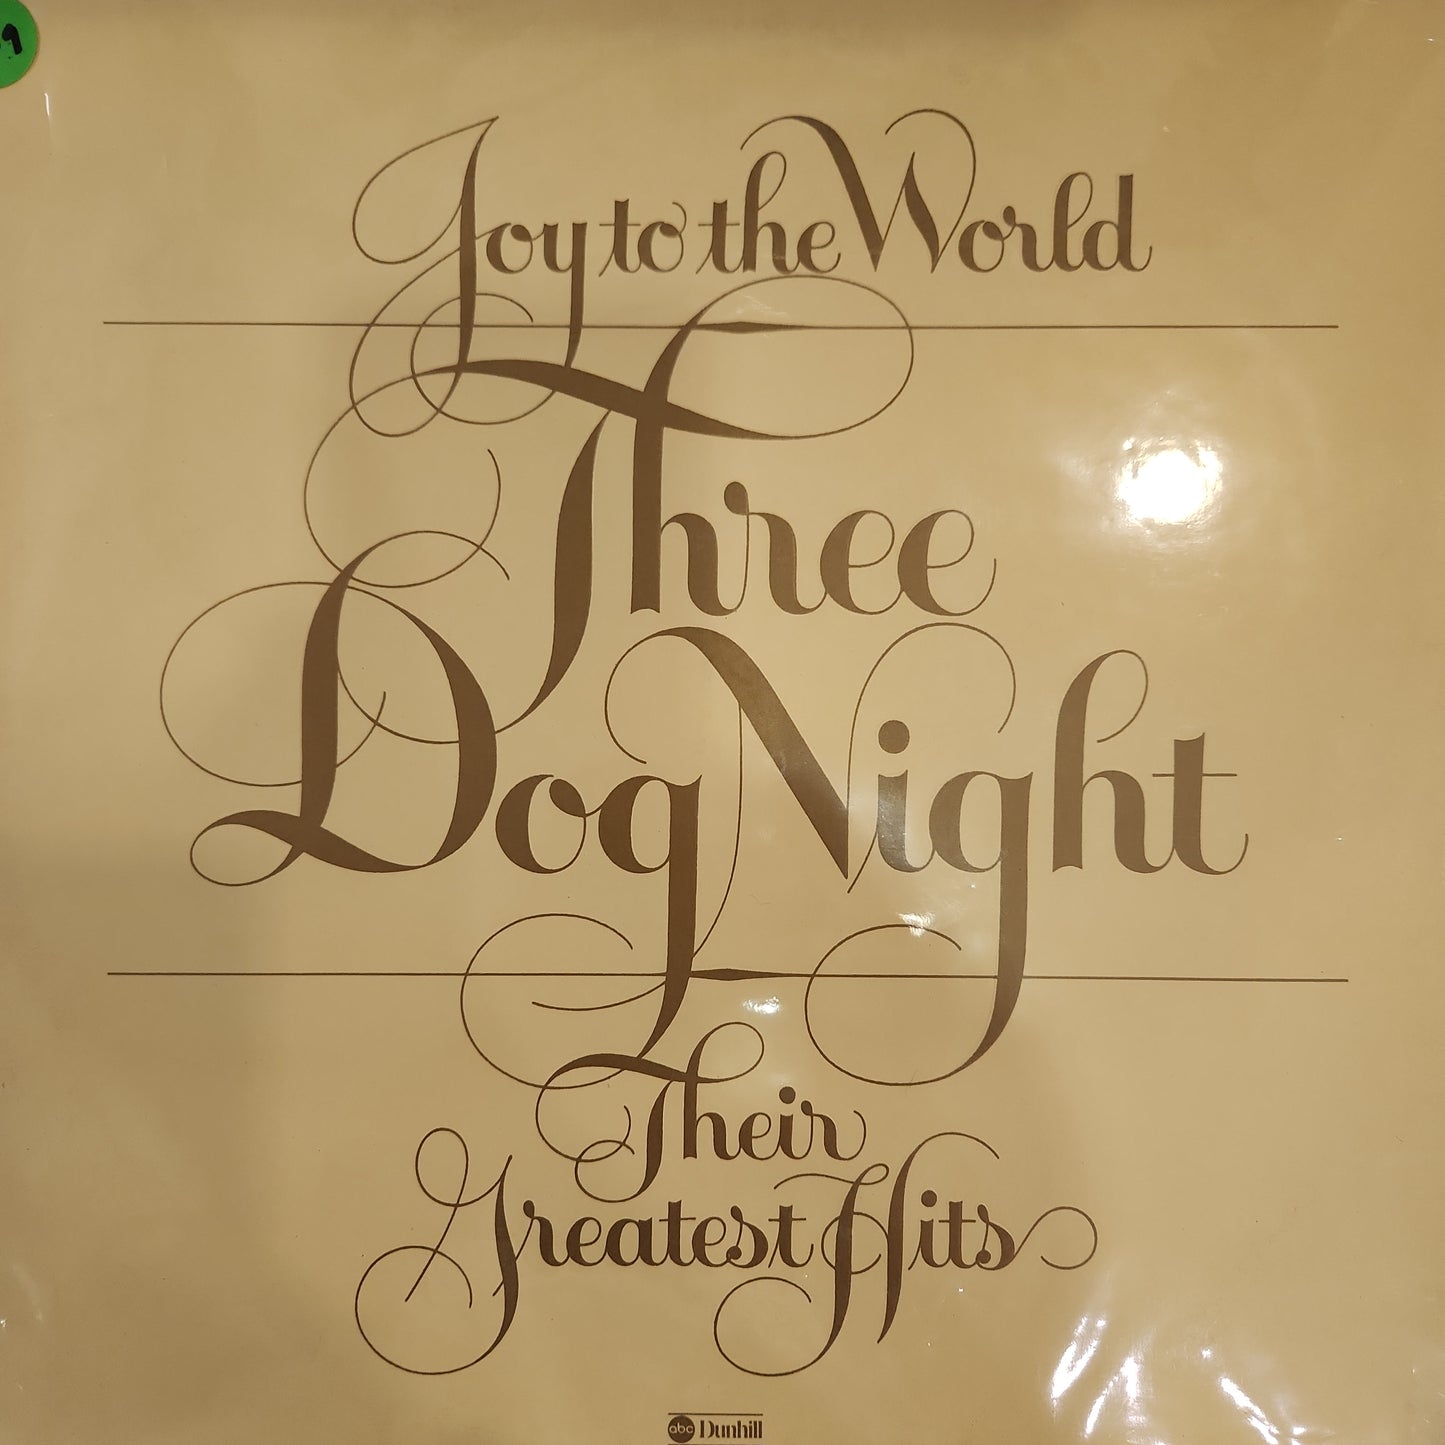 Joy to the World
Three
Dog Night
Their
Greatest Hits
abc Dunhill